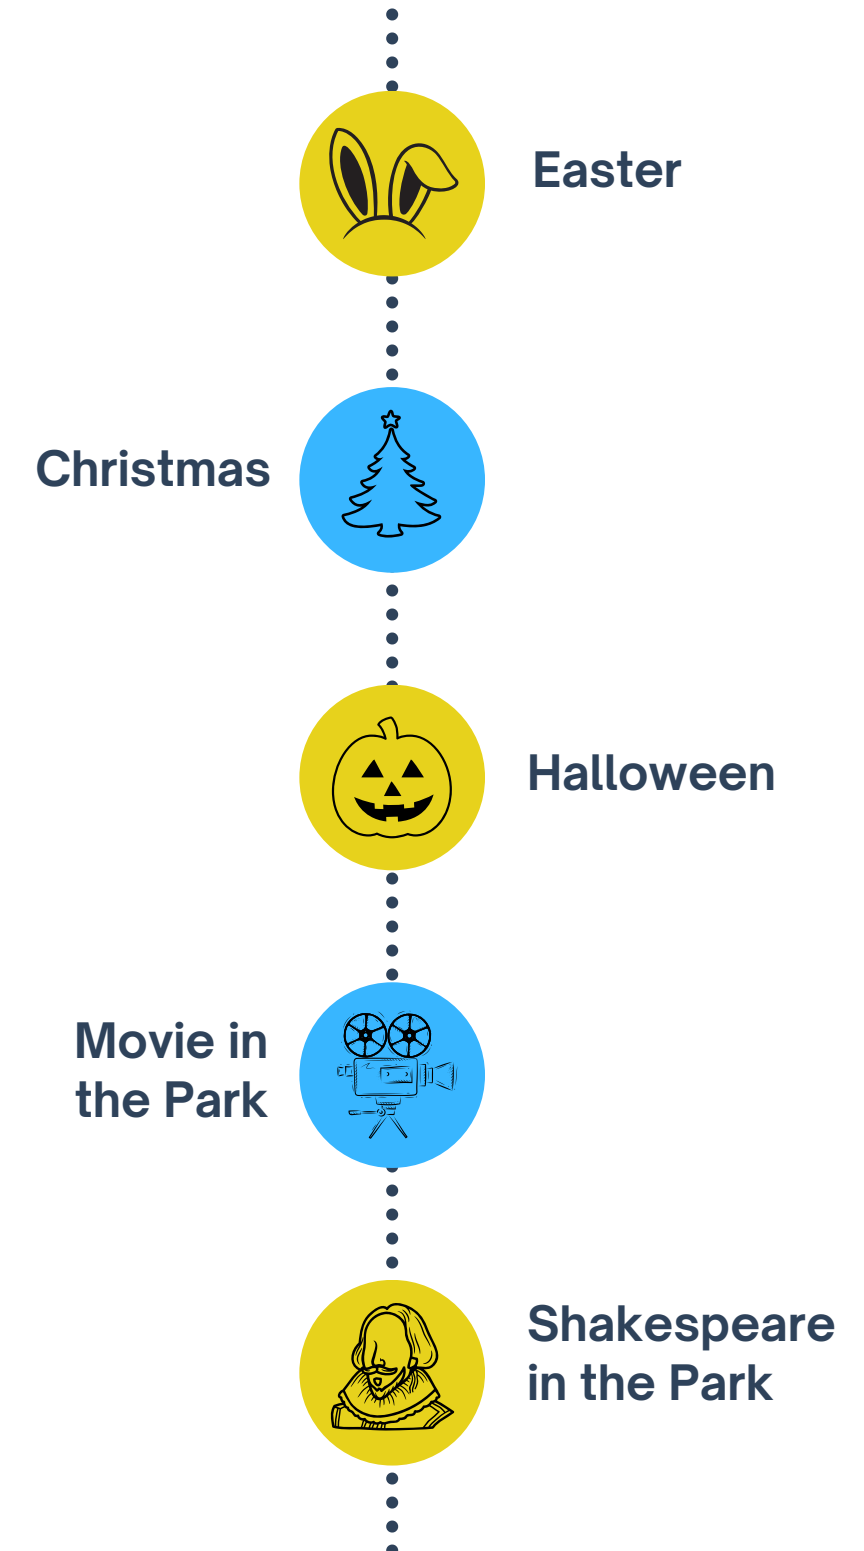 Easter
Christmas
Halloween
Movie in
the Park
Shakespeare
in the Park